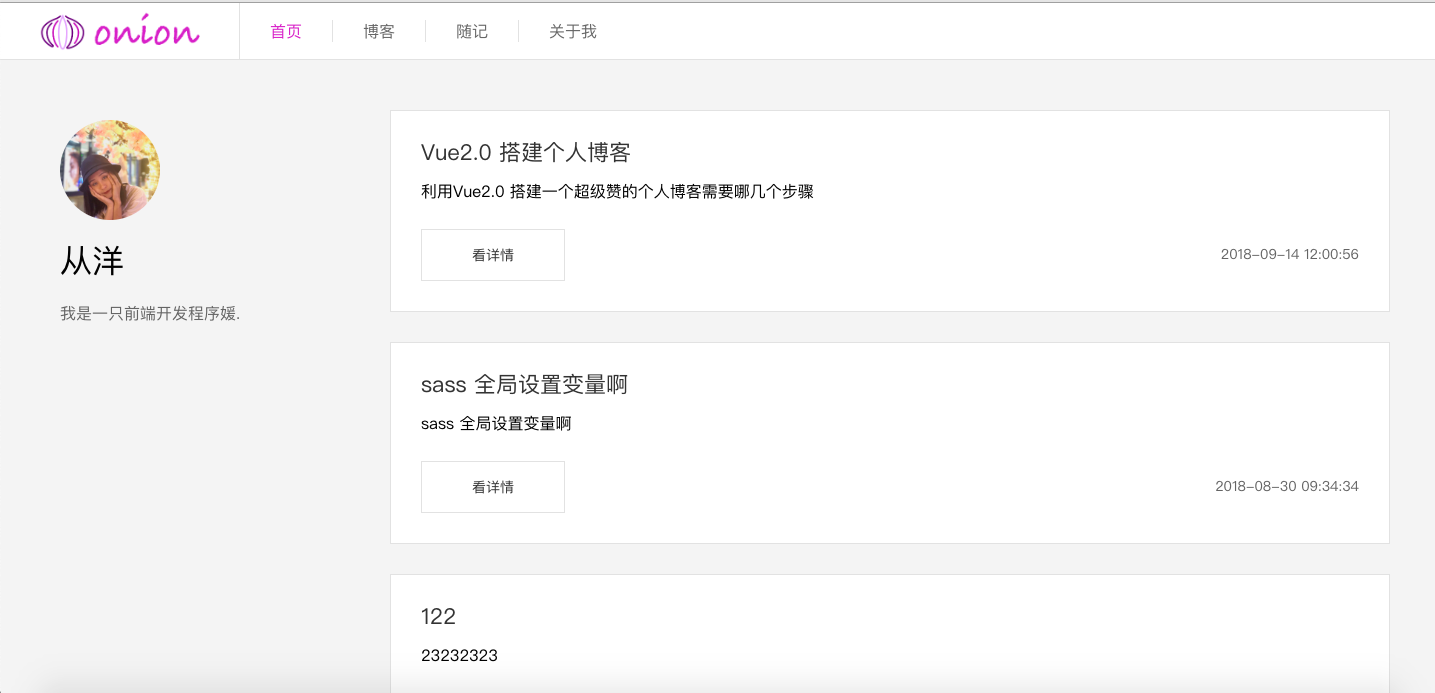 onion
首页
博客
随记
关于我
从洋
我是一只前端开发程序媛.
Vue2.0 搭建个人博客
利用Vue2.0 搭建一个超级赞的个人博客需要哪几个步骤
看详情
2018-09-14 12:00:56
sass 全局设置变量啊
sass 全局设置变量啊
看详情
2018-08-30 09:34:34
122
23232323